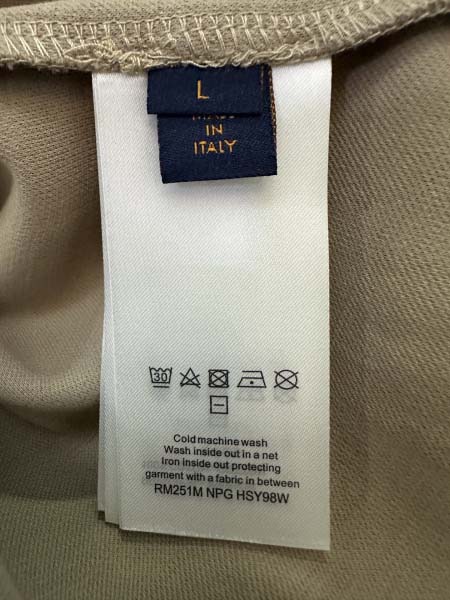 L
IN
ITALY
30
Cold machine wash
Wash inside out in a net
Iron inside out protecting
garment with a fabric in between
RM251M NPG HSY98W